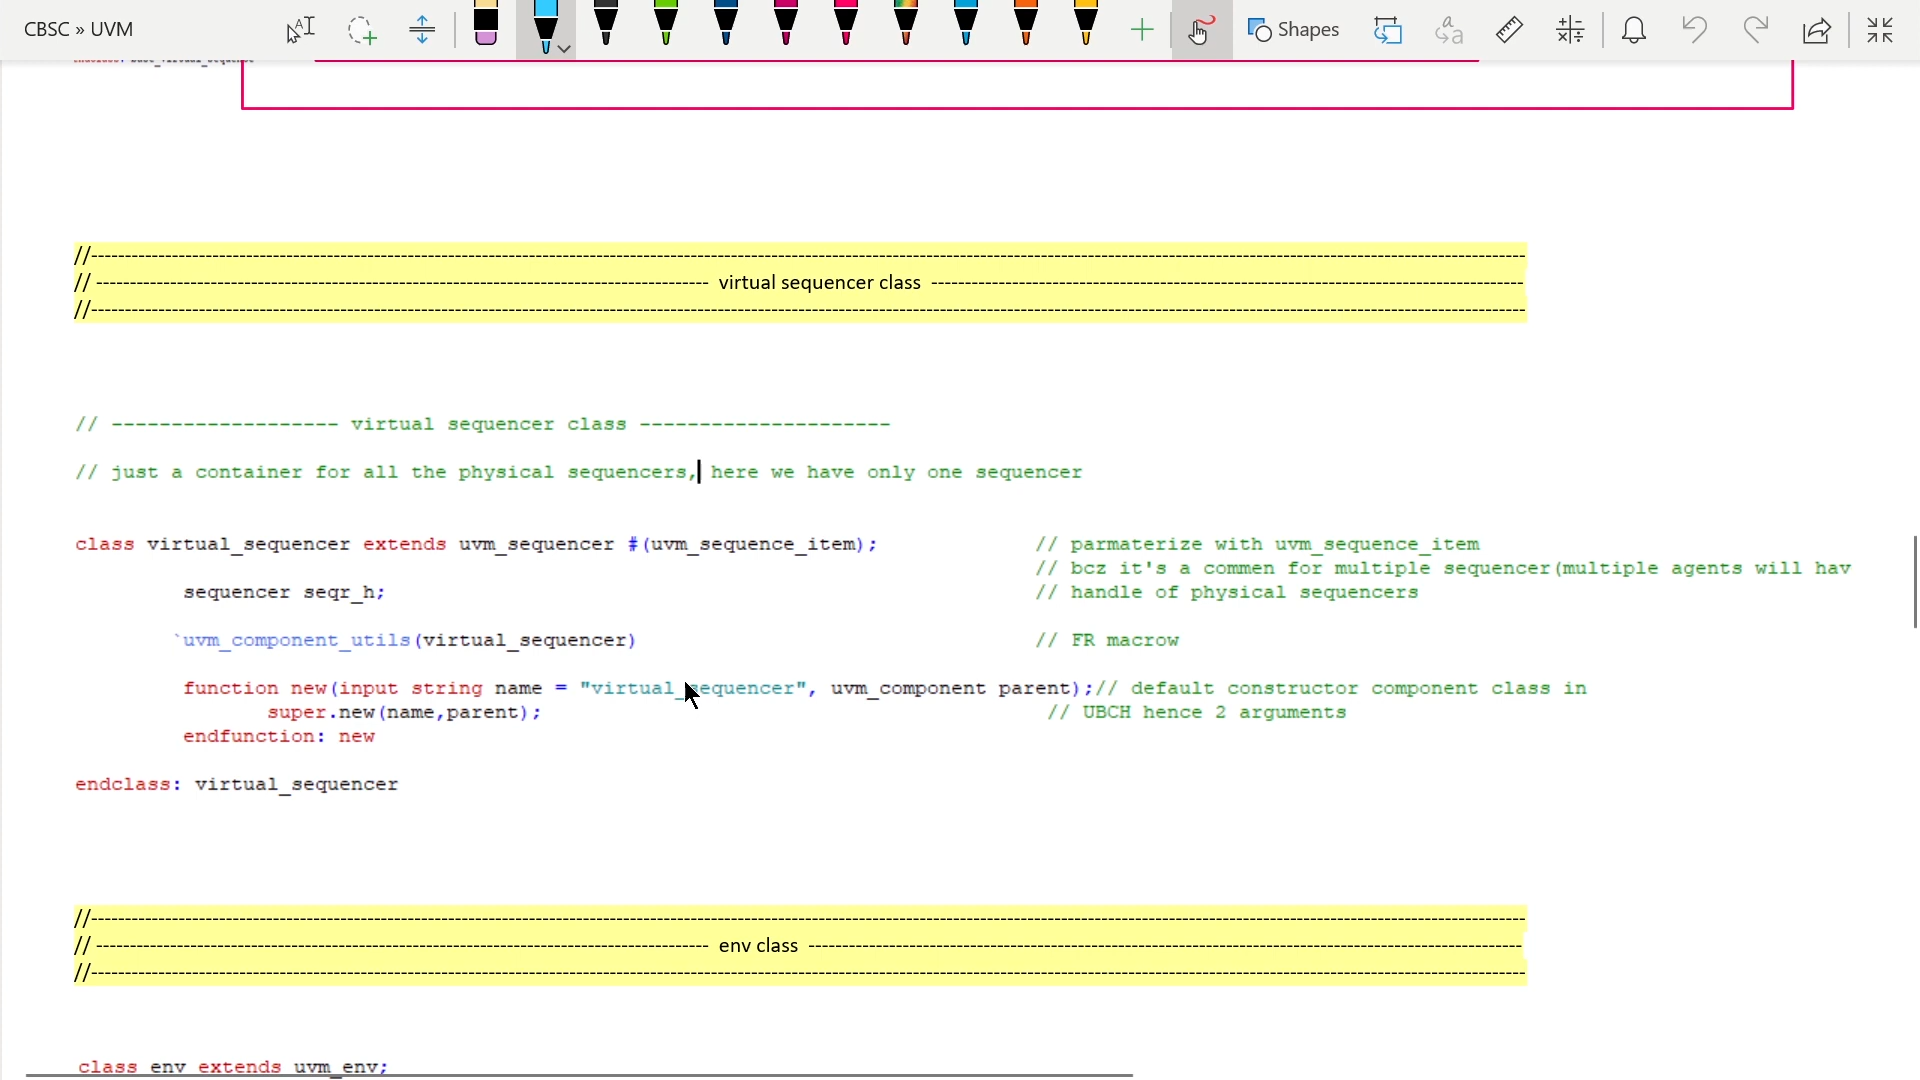 CBSC » UVM
Shapes
//--------------------------------------------------
// -------------------- virtual sequencer class --------------------
//--------------------------------------------------
// ------------------- virtual sequencer class ---------------------
// just a container for all the physical sequencers, here we have only one sequencer
class virtual_sequencer extends uvm_sequencer #(uvm_sequence_item); // parmaterize with uvm_sequence_item
// bcz it's a commen for multiple sequencer(multiple agents will hav
sequencer seqr_h; // handle of physical sequencers
`uvm_component_utils(virtual_sequencer) // FR macrow
function new(input string name = "virtual_sequencer", uvm_component parent);// default constructor component class in
super.new(name,parent); // UBCH hence 2 arguments
endfunction: new
endclass: virtual_sequencer
//--------------------------------------------------
// -------------------- env class --------------------
//--------------------------------------------------
class env extends uvm_env;